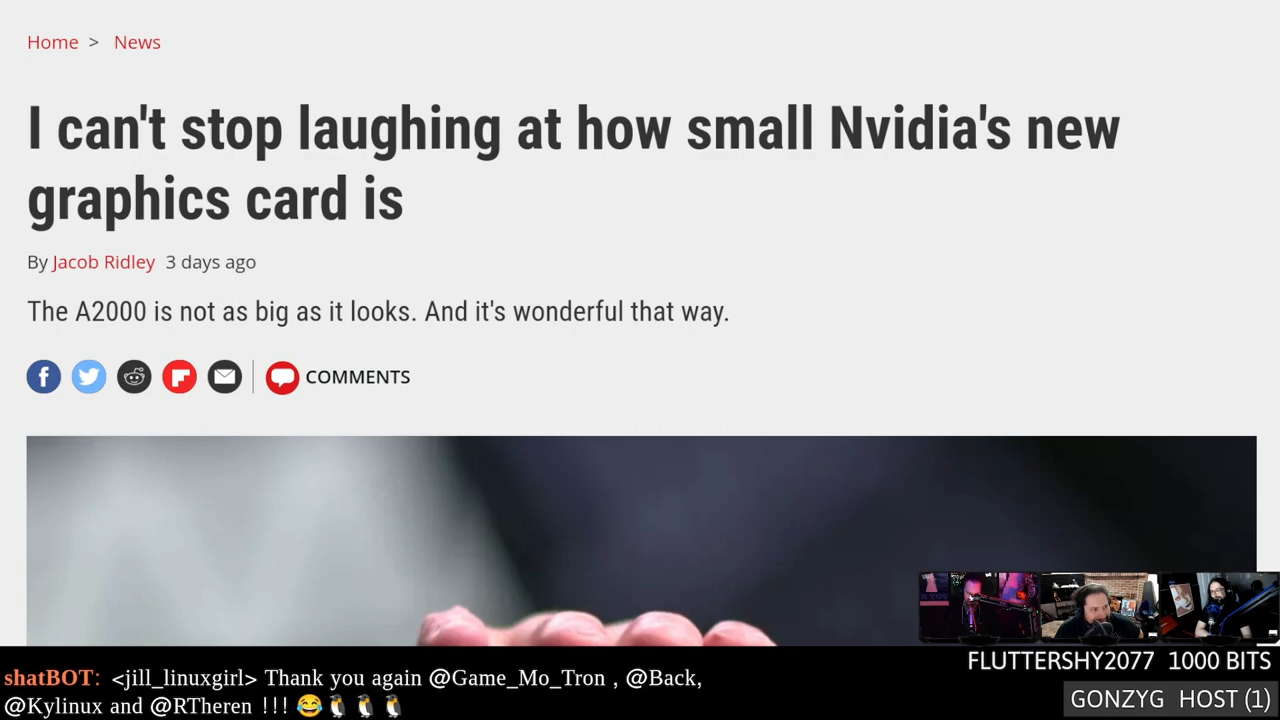 Home > News
I can't stop laughing at how small Nvidia's new
graphics card is
By Jacob Ridley 3 days ago
The A2000 is not as big as it looks. And it's wonderful that way.
COMMENTS
FLUTTERSHY2077 1000 BITS
GONZYG HOST (1)
shatBOT: <jill_linuxgirl> Thank you again @Game_Mo_Tron , @Back,
@Kylinux and @RTheren !!! 😂🐧🐧🐧